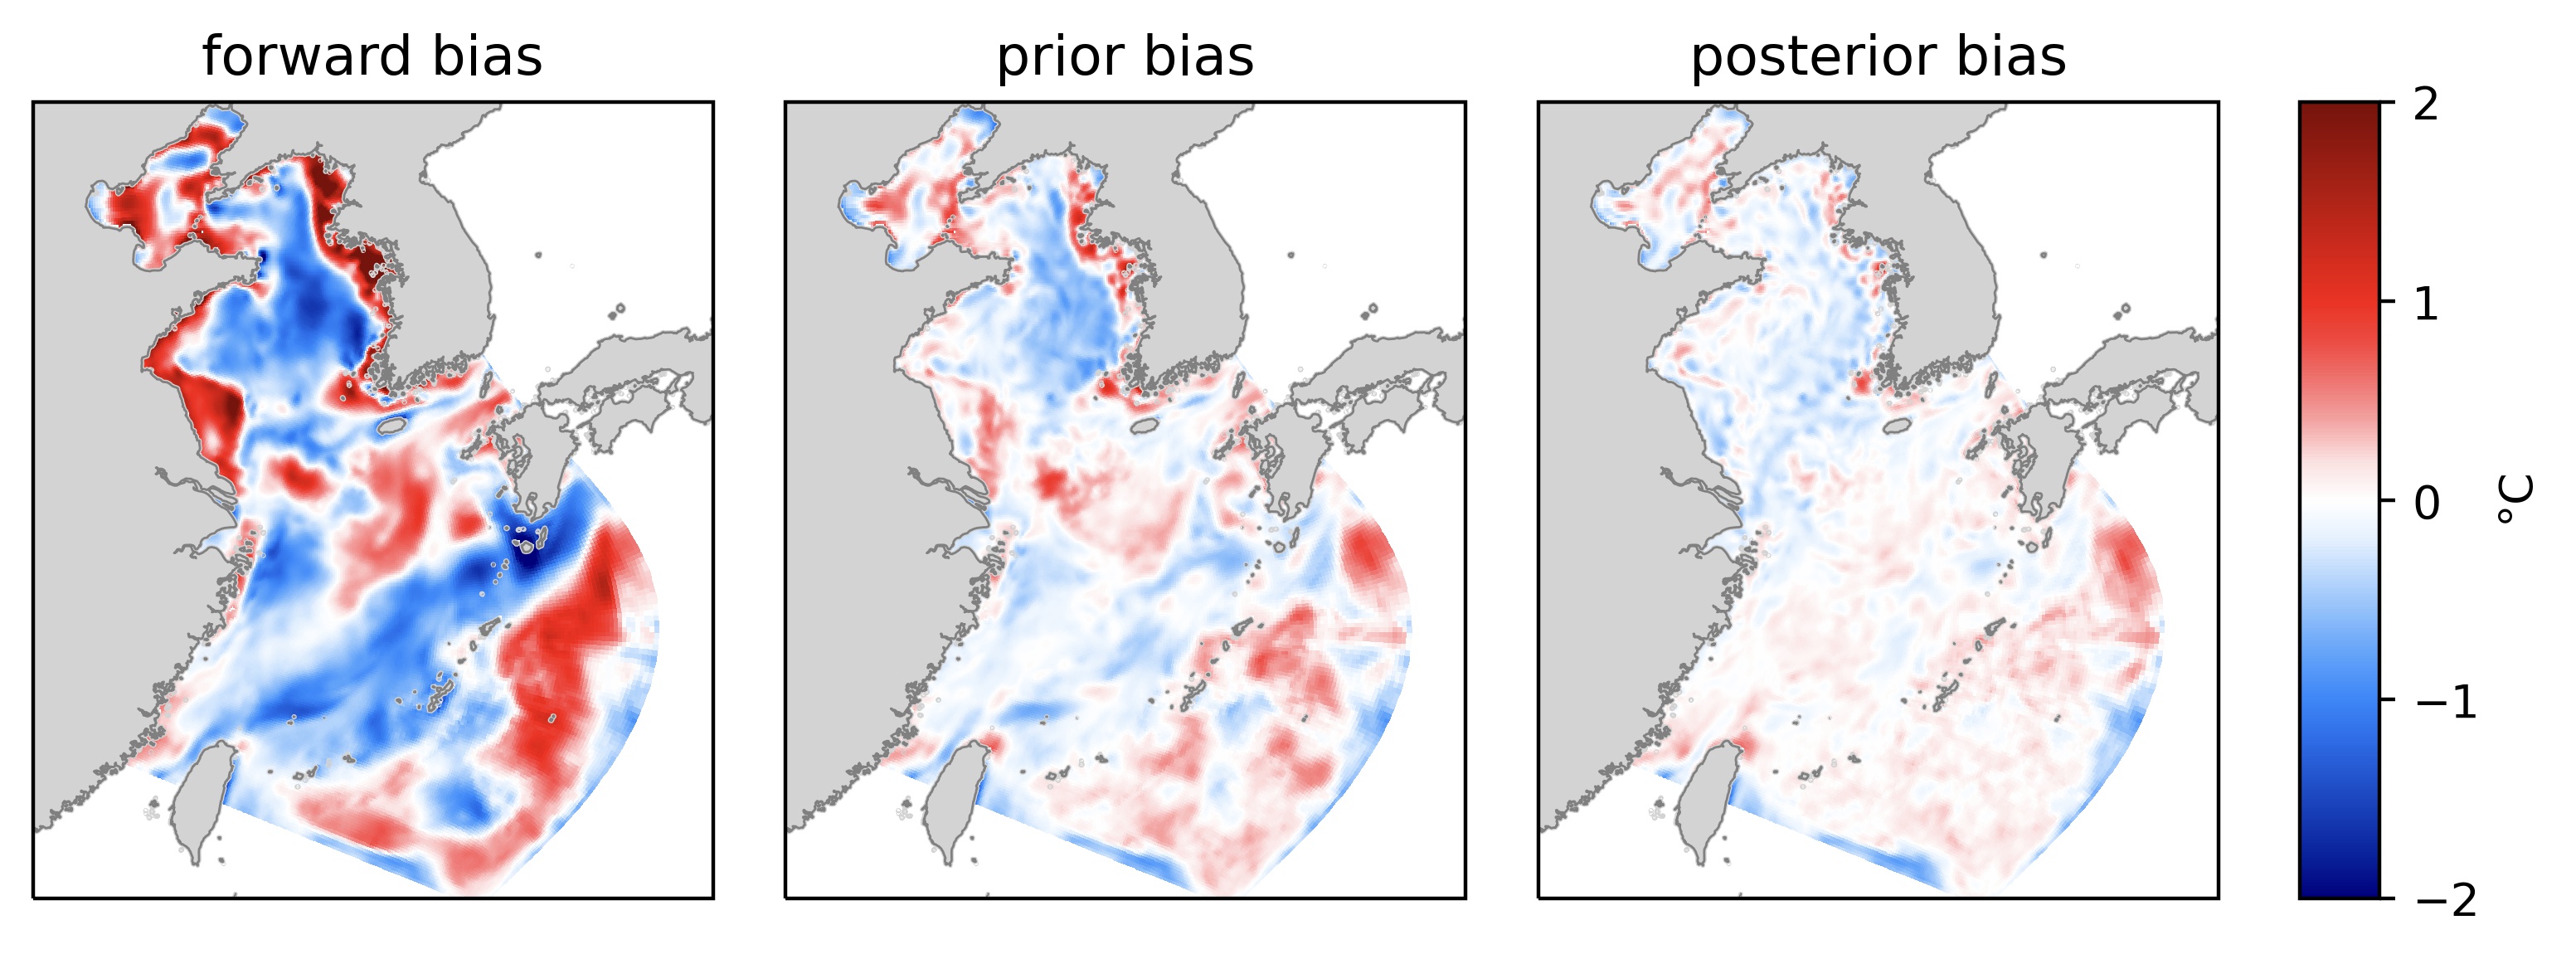 forward bias
prior bias
posterior bias
2
1
0
−1
−2
°C